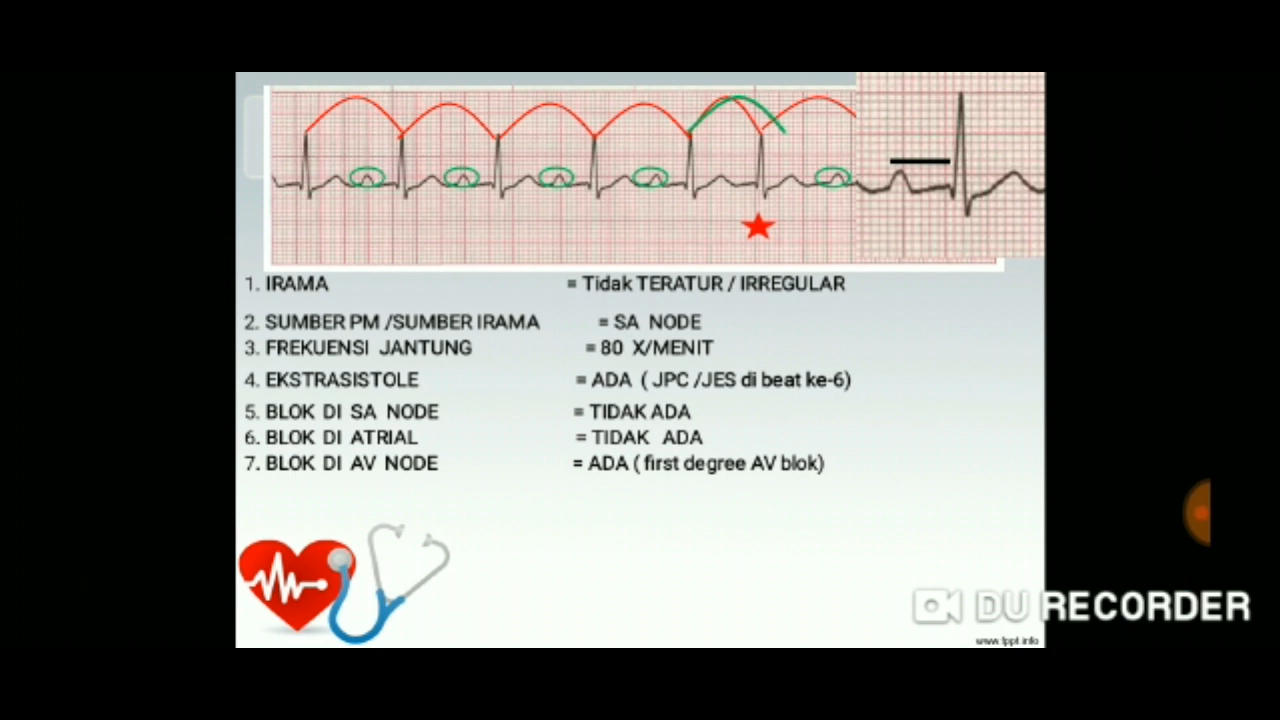 1. IRAMA = Tidak TERATUR / IRREGULAR
2. SUMBER PM /SUMBER IRAMA = SA NODE
3. FREKUENSI JANTUNG = 80 X/MENIT
4. EKSTRASISTOLE = ADA ( JPC /JES di beat ke-6)
5. BLOK DI SA NODE = TIDAK ADA
6. BLOK DI ATRIAL = TIDAK ADA
7. BLOK DI AV NODE = ADA ( first degree AV blok)
DU RECORDER
www.fppt.info